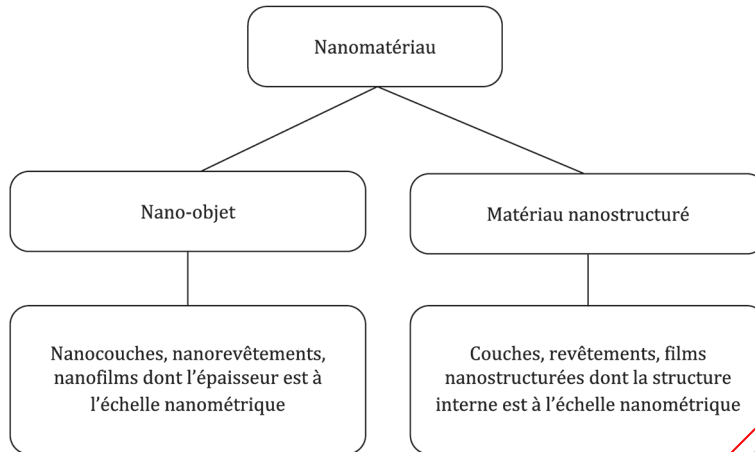 Nanomatériau
Nano-objet
Matériau nanostructuré
Nanocouches, nanorevêtements,
nanofilms dont l'épaisseur est à
l'échelle nanométrique
Couches, revêtements, films
nanostructurées dont la structure
interne est à l'échelle nanométrique